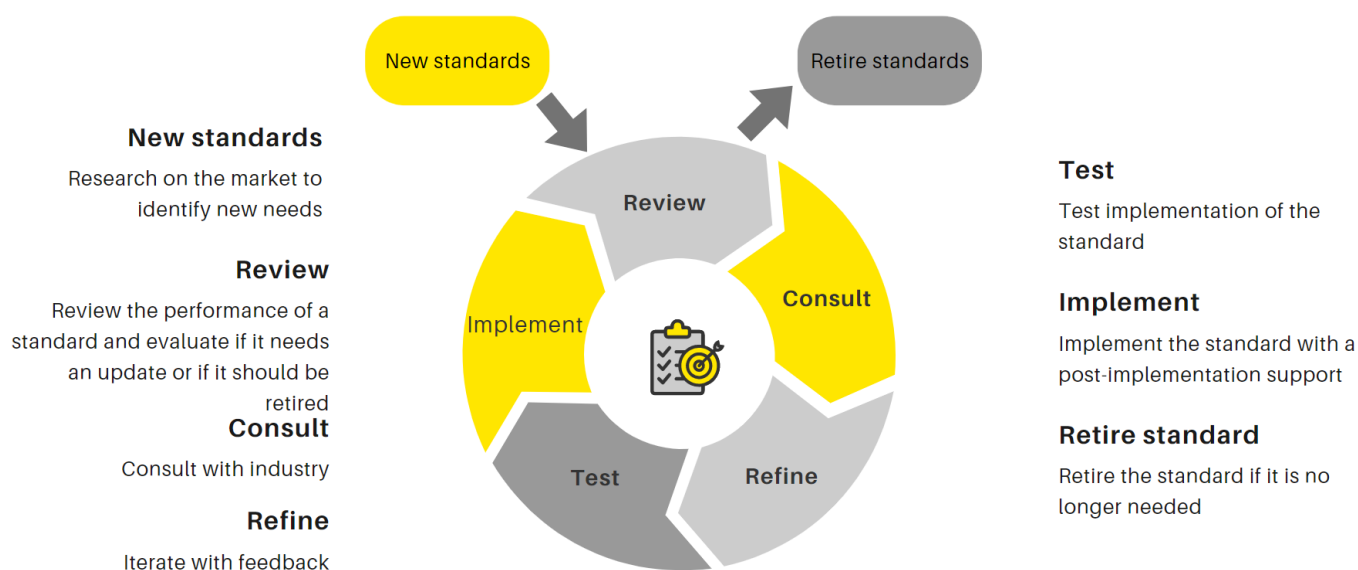 New standards
Retire standards
New standards
Research on the market to
identify new needs
Review
Review the performance of a
standard and evaluate if it needs
an update or if it should be
retired
Consult
Consult with industry
Refine
Iterate with feedback
Review
Consult
Refine
Test
Implement
Test
Test implementation of the
standard
Implement
Implement the standard with a
post-implementation support
Retire standard
Retire the standard if it is no
longer needed